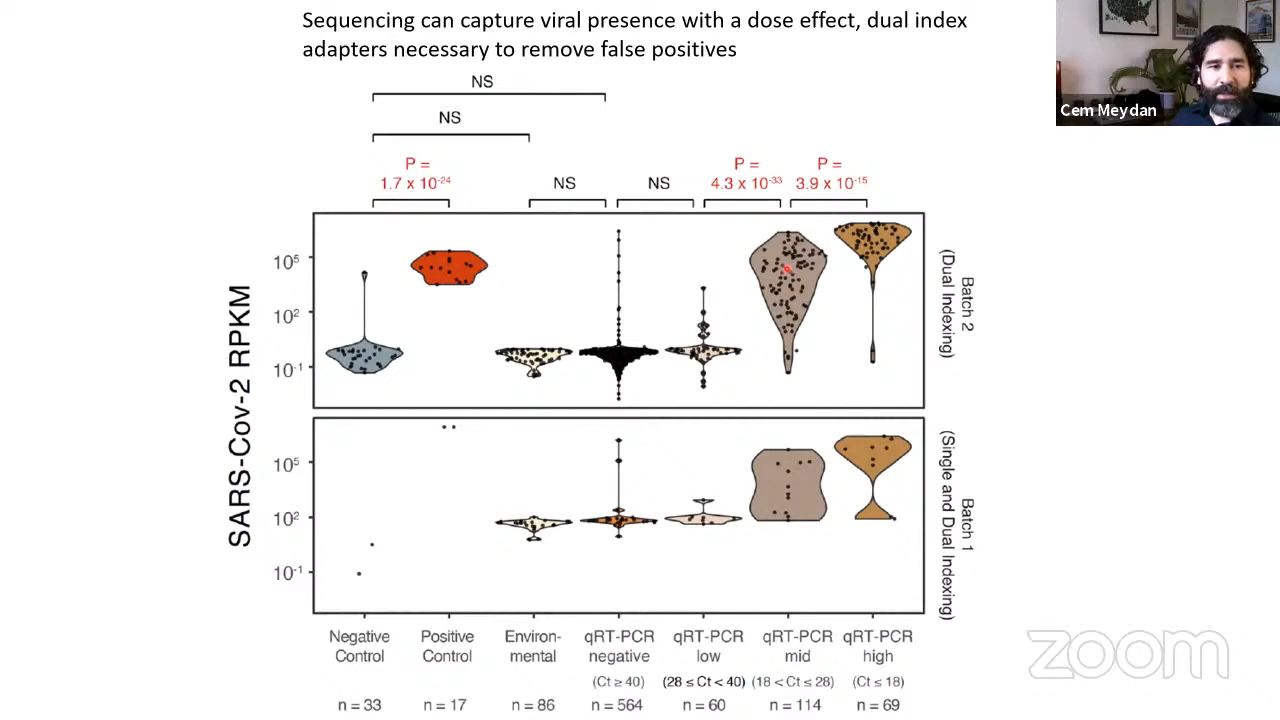 Sequencing can capture viral presence with a dose effect, dual index
adapters necessary to remove false positives
Cem Meydan
NS
NS
P =
1.7 x 10⁻²⁴
NS
NS
P =
4.3 x 10⁻³³
P =
3.9 x 10⁻¹⁵
SARS-Cov-2 RPKM
10⁵
10²
10⁻¹
Batch 2
(Dual Indexing)
10⁵
10²
10⁻¹
Batch 1
(Single and Dual Indexing)
Negative
Control
n = 33
Positive
Control
n = 17
Environ-
mental
n = 86
qRT-PCR
negative
(Ct ≥ 40)
n = 564
qRT-PCR
low
(28 ≤ Ct < 40)
n = 60
qRT-PCR
mid
(18 < Ct ≤ 28)
n = 114
qRT-PCR
high
(Ct ≤ 18)
n = 69
zoom